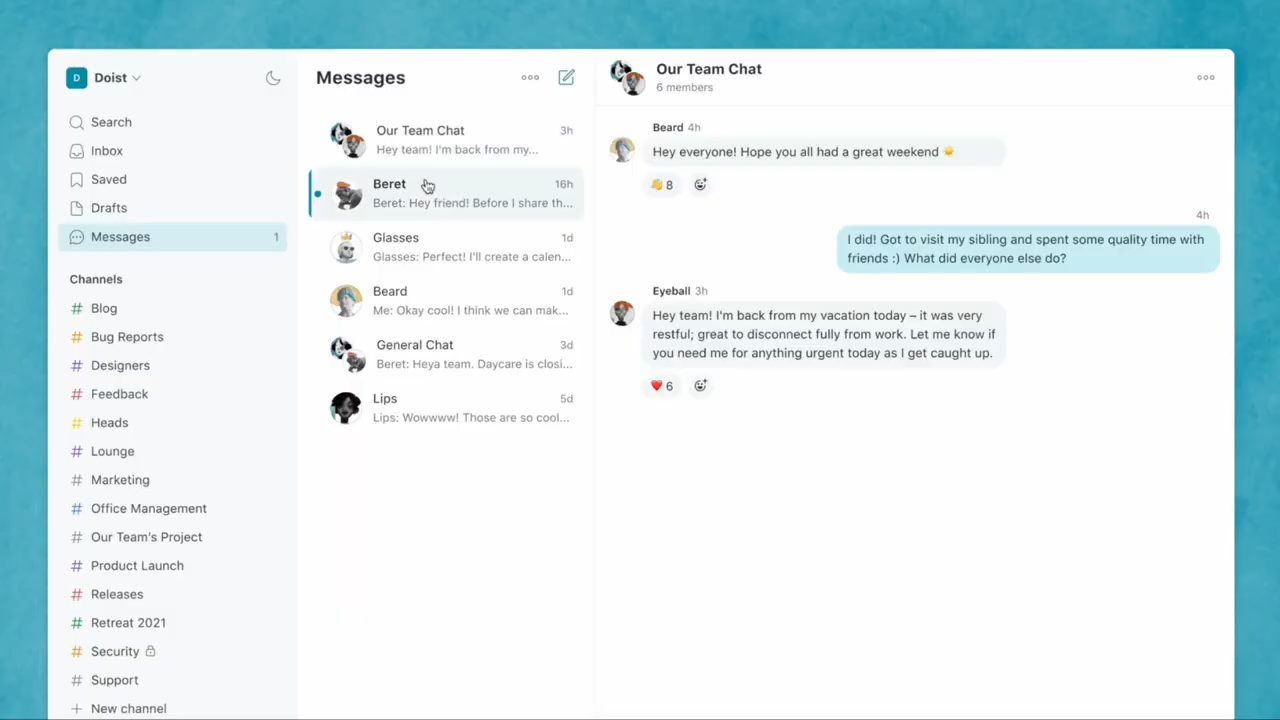 D Doist
Search
Inbox
Saved
Drafts
Messages 1
Channels
# Blog
# Bug Reports
# Designers
# Feedback
# Heads
# Lounge
# Marketing
# Office Management
# Our Team's Project
# Product Launch
# Releases
# Retreat 2021
# Security
# Support
+ New channel
Messages
Our Team Chat 3h
Hey team! I'm back from my...
Beret 16h
Beret: Hey friend! Before I share th...
Glasses 1d
Glasses: Perfect! I'll create a calen...
Beard 1d
Me: Okay cool! I think we can mak...
General Chat 3d
Beret: Heya team. Daycare is closi...
Lips 5d
Lips: Wowwww! Those are so cool...
Our Team Chat
6 members
Beard 4h
Hey everyone! Hope you all had a great weekend ☀️
👋 8
4h
I did! Got to visit my sibling and spent some quality time with
friends :) What did everyone else do?
Eyeball 3h
Hey team! I'm back from my vacation today – it was very
restful; great to disconnect fully from work. Let me know if
you need me for anything urgent today as I get caught up.
❤️ 6